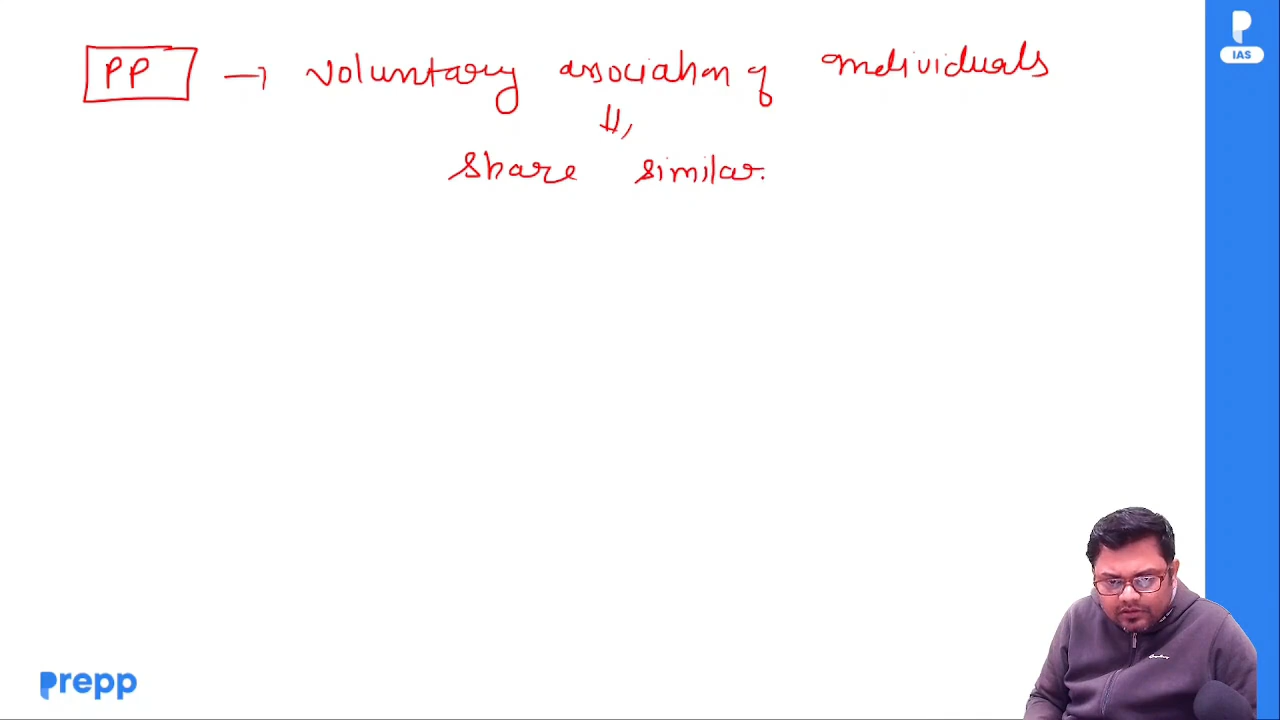 PP → voluntary association of individuals
share similar.
IAS
Prepp